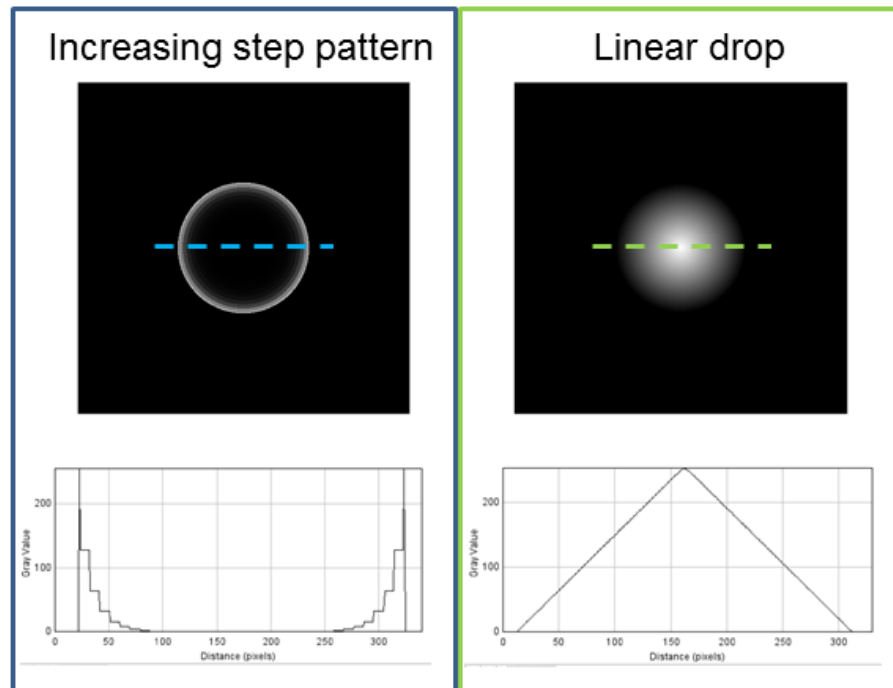 Increasing step pattern
Linear drop
200
100
0
Gray Value
0 50 100 150 200 250 300
Distance (pixels)
200
100
0
Gray Value
0 50 100 150 200 250 300
Distance (pixels)